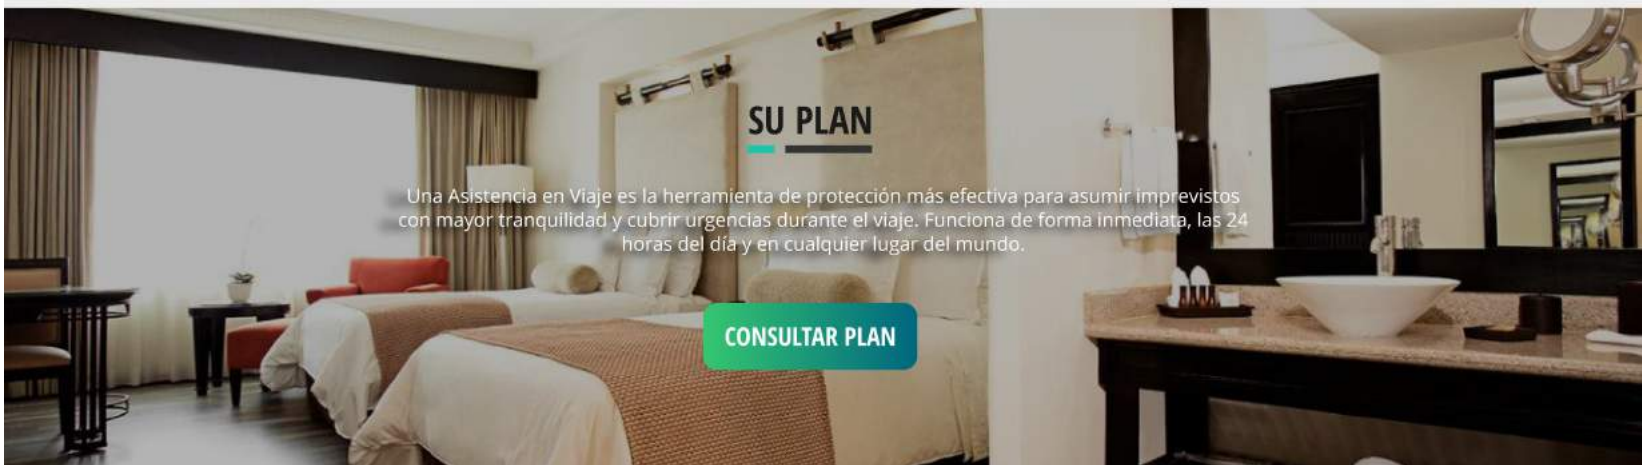 SU PLAN
Una Asistencia en Viaje es la herramienta de protección más efectiva para asumir imprevistos
con mayor tranquilidad y cubrir urgencias durante el viaje. Funciona de forma inmediata, las 24
horas del día y en cualquier lugar del mundo.
CONSULTAR PLAN